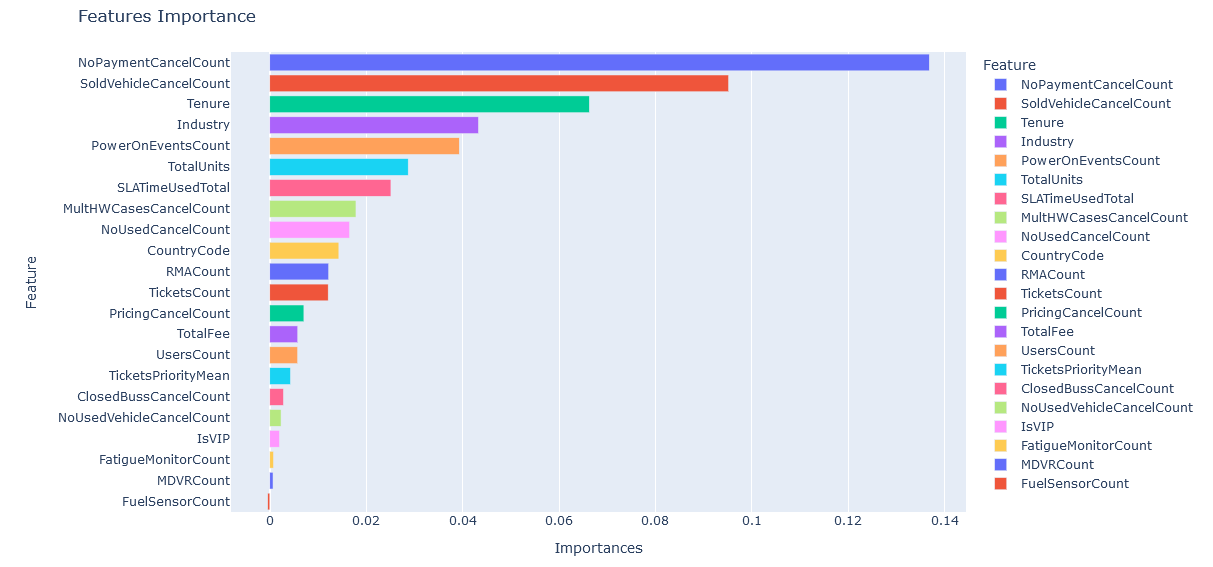 Features Importance
NoPaymentCancelCount
SoldVehicleCancelCount
Tenure
Industry
PowerOnEventsCount
TotalUnits
SLATimeUsedTotal
MultHWCasesCancelCount
NoUsedCancelCount
CountryCode
RMACount
TicketsCount
PricingCancelCount
TotalFee
UsersCount
TicketsPriorityMean
ClosedBussCancelCount
NoUsedVehicleCancelCount
IsVIP
FatigueMonitorCount
MDVRCount
FuelSensorCount
Feature
0 0.02 0.04 0.06 0.08 0.1 0.12 0.14
Importances
Feature
NoPaymentCancelCount
SoldVehicleCancelCount
Tenure
Industry
PowerOnEventsCount
TotalUnits
SLATimeUsedTotal
MultHWCasesCancelCount
NoUsedCancelCount
CountryCode
RMACount
TicketsCount
PricingCancelCount
TotalFee
UsersCount
TicketsPriorityMean
ClosedBussCancelCount
NoUsedVehicleCancelCount
IsVIP
FatigueMonitorCount
MDVRCount
FuelSensorCount